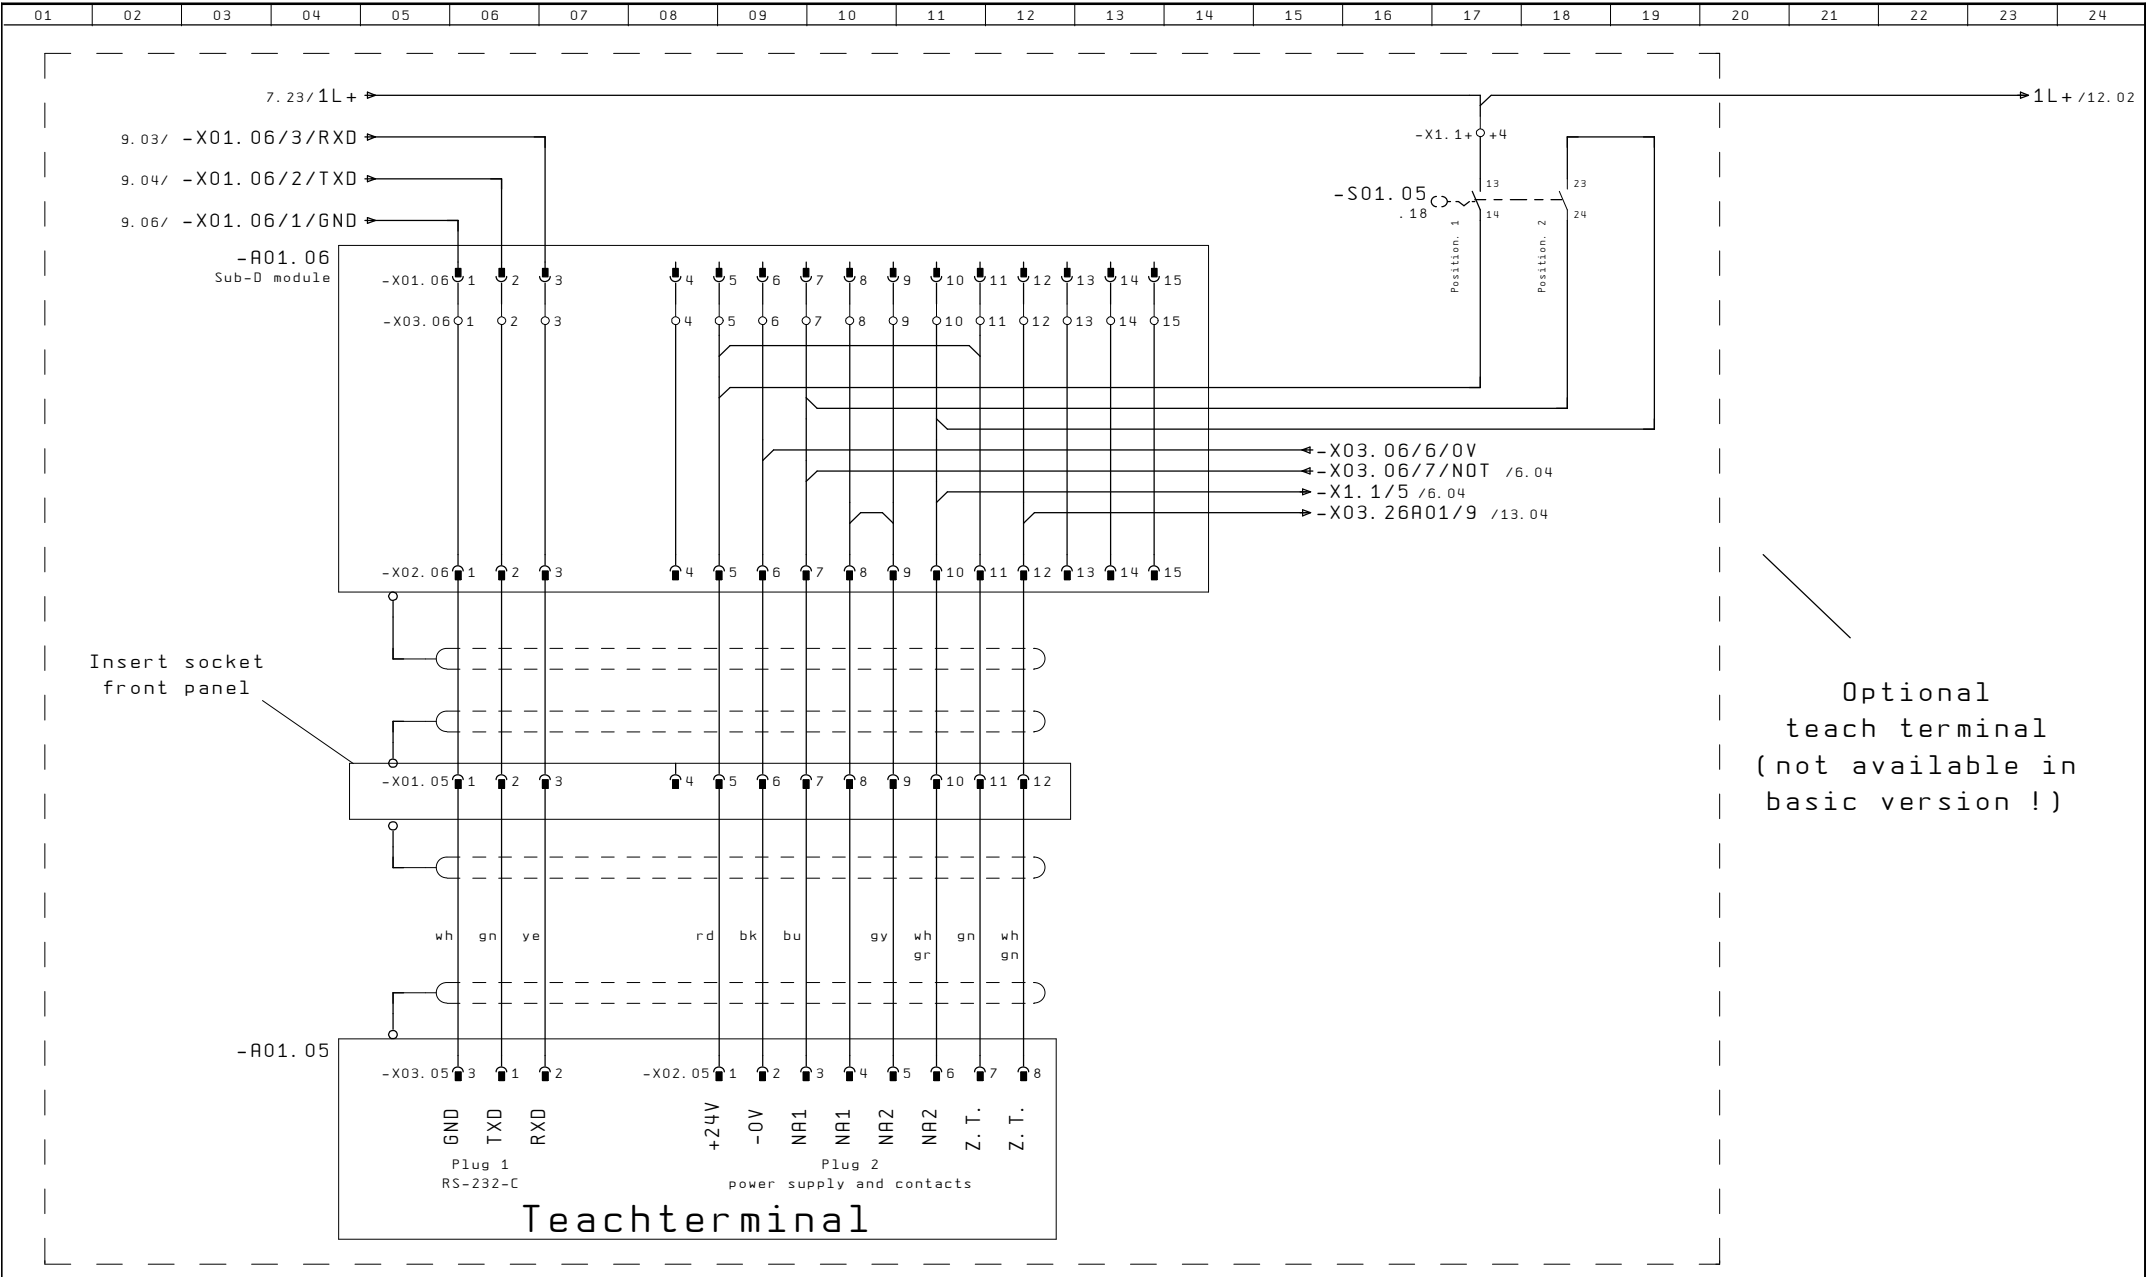 01 02 03 04 05 06 07 08 09 10 11 12 13 14 15 16 17 18 19 20 21 22 23 24
7.23/1L+
1L+/12.02
9.03/ -X01.06/3/RXD
-X1.1+ +4
9.04/ -X01.06/2/TXD
-S01.05
.18
13
14
23
24
Position. 1
Position. 2
9.06/ -X01.06/1/GND
-A01.06
Sub-D module
-X01.06 1 2 3 4 5 6 7 8 9 10 11 12 13 14 15
-X03.06 1 2 3 4 5 6 7 8 9 10 11 12 13 14 15
-X03.06/6/0V
-X03.06/7/NOT /6.04
-X1.1/5 /6.04
-X03.26A01/9 /13.04
-X02.06 1 2 3 4 5 6 7 8 9 10 11 12 13 14 15
Insert socket
front panel
Optional
teach terminal
(not available in
basic version !)
-X01.05 1 2 3 4 5 6 7 8 9 10 11 12
wh gn ye rd bk bu gy wh gn wh
gr gn
-A01.05
-X03.05 3 1 2
-X02.05 1 2 3 4 5 6 7 8
GND TXD RXD
+24V -0V NA1 NA1 NA2 NA2 Z.T. Z.T.
Plug 1
RS-232-C
Plug 2
power supply and contacts
Teachterminal